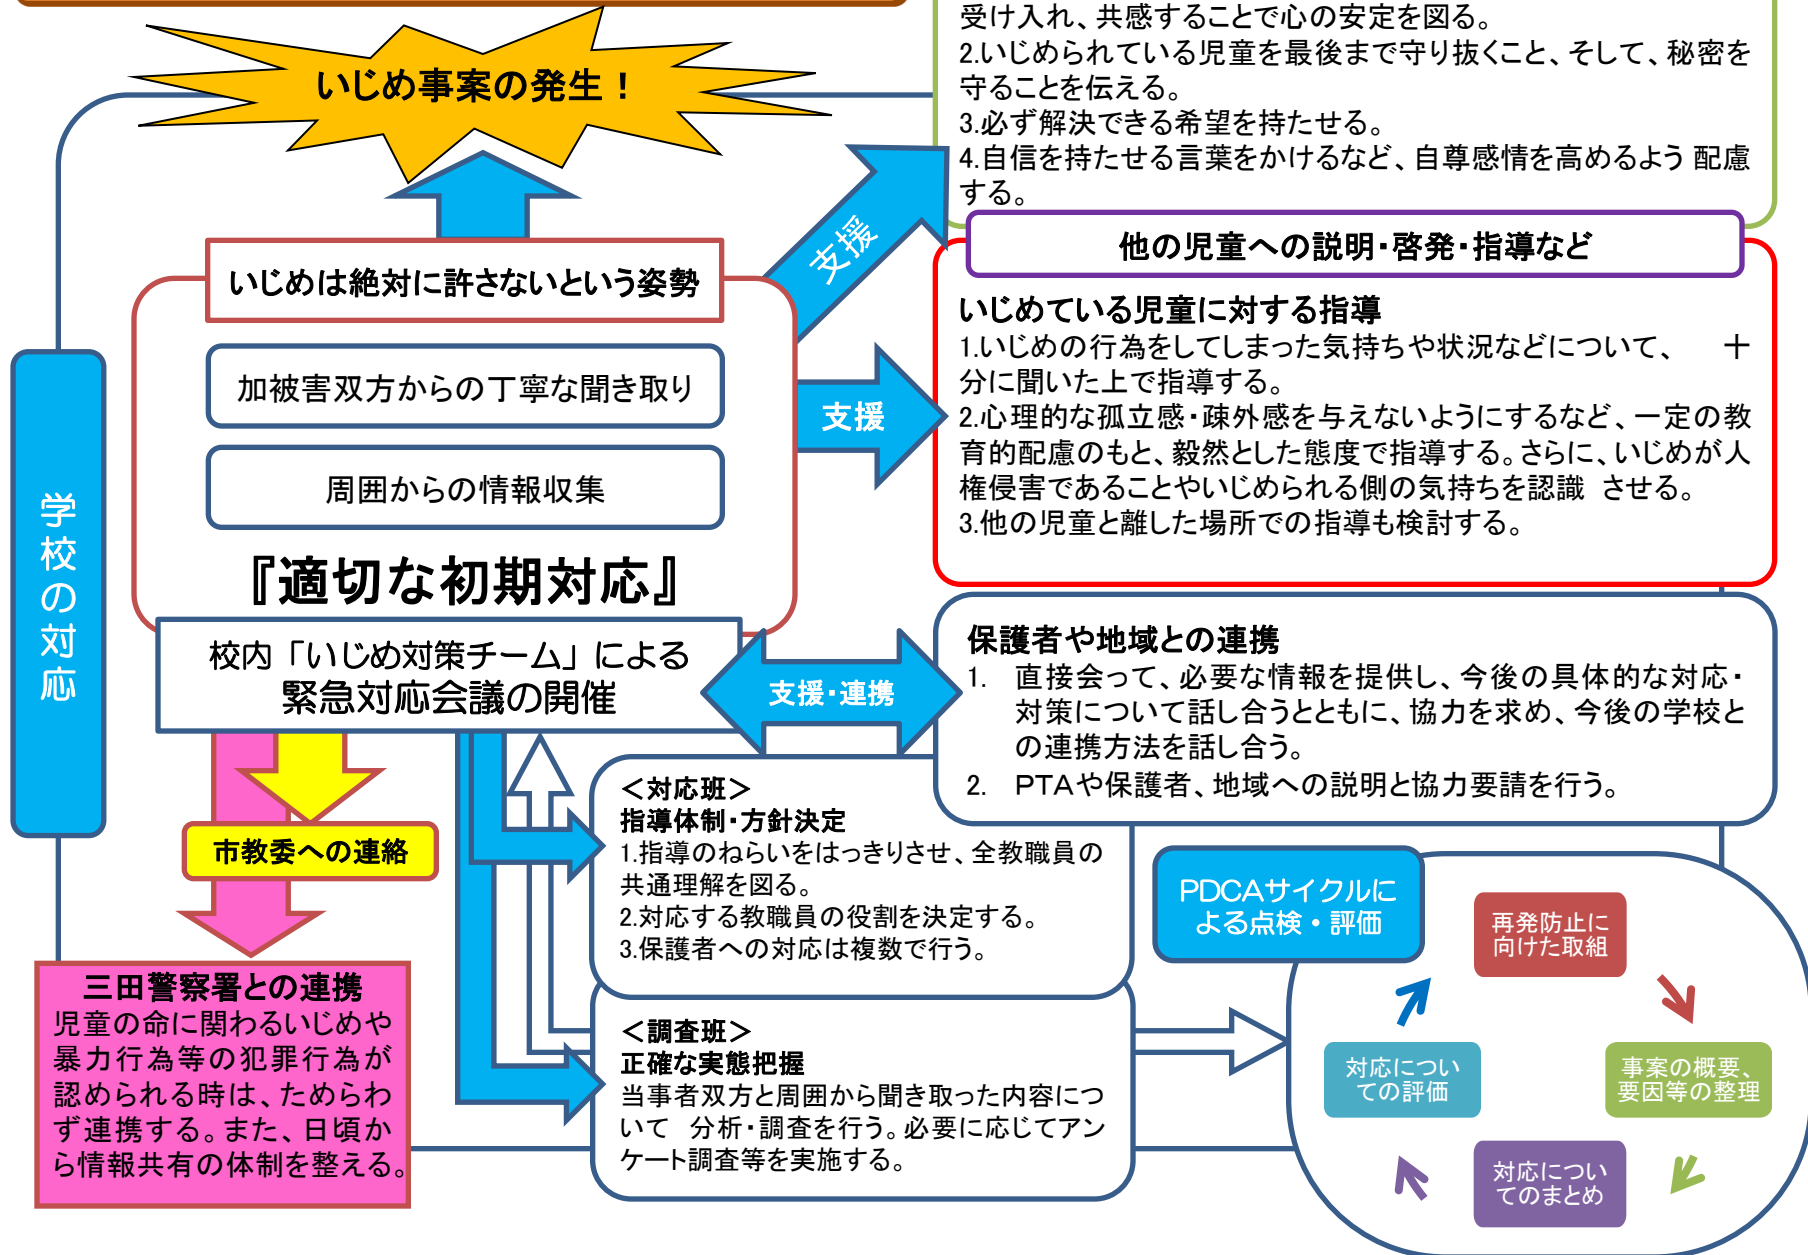 受け入れ、共感することで心の安定を図る。
2.いじめられている児童を最後まで守り抜くこと、そして、秘密を
守ることを伝える。
3.必ず解決できる希望を持たせる。
4.自信を持たせる言葉をかけるなど、自尊感情を高めるよう 配慮
する。
いじめ事案の発生！
支援
いじめは絶対に許さないという姿勢
加被害双方からの丁寧な聞き取り
周囲からの情報収集
『適切な初期対応』
支援
他の児童への説明・啓発・指導など
いじめている児童に対する指導
1.いじめの行為をしてしまった気持ちや状況などについて、　十
分に聞いた上で指導する。
2.心理的な孤立感・疎外感を与えないようにするなど、一定の教
育的配慮のもと、毅然とした態度で指導する。さらに、いじめが人
権侵害であることやいじめられる側の気持ちを認識 させる。
3.他の児童と離した場所での指導も検討する。
学校の対応
校内「いじめ対策チーム」による
緊急対応会議の開催
支援・連携
保護者や地域との連携
1. 直接会って、必要な情報を提供し、今後の具体的な対応・
対策について話し合うとともに、協力を求め、今後の学校と
の連携方法を話し合う。
2. PTAや保護者、地域への説明と協力要請を行う。
市教委への連絡
＜対応班＞
指導体制・方針決定
1.指導のねらいをはっきりさせ、全教職員の
共通理解を図る。
2.対応する教職員の役割を決定する。
3.保護者への対応は複数で行う。
三田警察署との連携
児童の命に関わるいじめや
暴力行為等の犯罪行為が
認められる時は、ためらわ
ず連携する。また、日頃か
ら情報共有の体制を整える。
＜調査班＞
正確な実態把握
当事者双方と周囲から聞き取った内容につ
いて　分析・調査を行う。必要に応じてアン
ケート調査等を実施する。
PDCAサイクルに
よる点検・評価
再発防止に
向けた取組
事案の概要、
要因等の整理
対応につい
てのまとめ
対応につい
ての評価